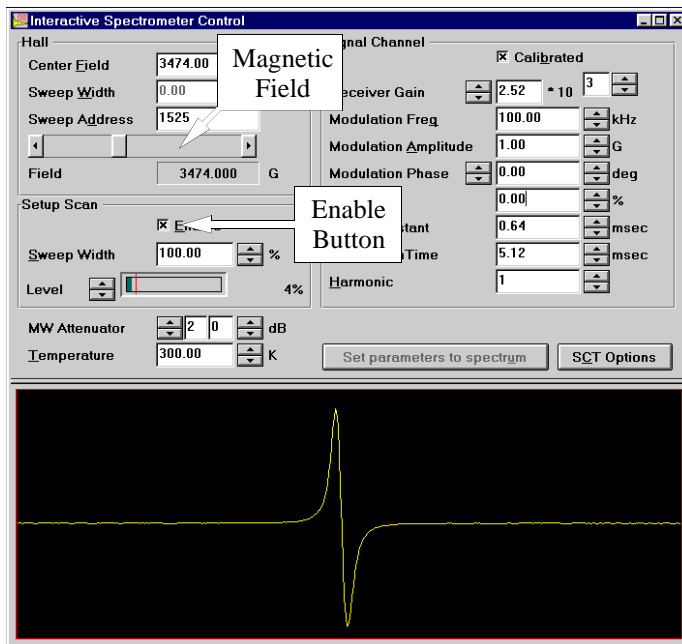 Interactive Spectrometer Control
Hall
Center Field 3474.00
Sweep Width 0.00
Sweep Address 1525
Field 3474.000 G
Magnetic
Field
Setup Scan
Enable
Button
Sweep Width 100.00 %
Level 4%
MW Attenuator 2 0 dB
Temperature 300.00 K
Channel
Calibrated
Gain 2.52 * 10 3
Modulation Freq 100.00 kHz
Modulation Amplitude 1.00 G
Modulation Phase 0.00 deg
0.00 %
0.64 msec
Time 5.12 msec
Harmonic 1
Set parameters to spectrum
SCT Options